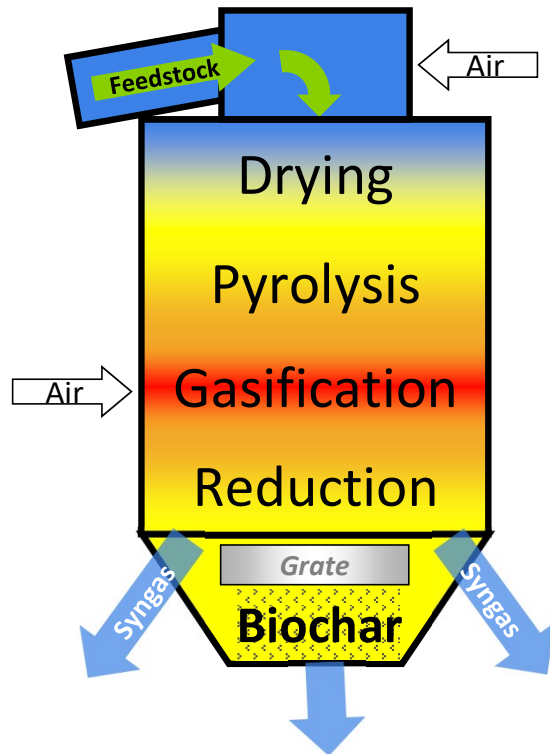 Feedstock
Air
Drying
Pyrolysis
Air
Gasification
Reduction
Grate
Syngas
Syngas
Biochar